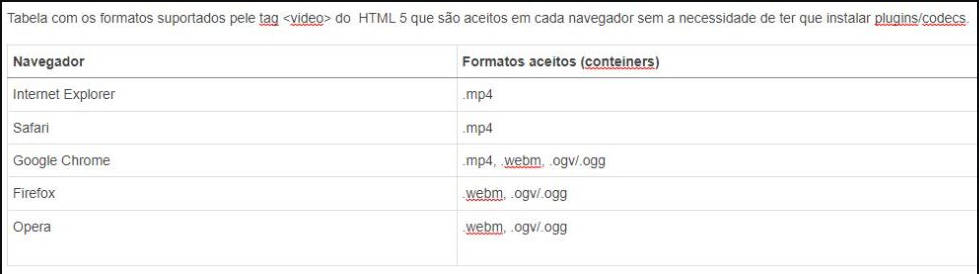 Tabela com os formatos suportados pele tag <video> do  HTML 5 que são aceitos em cada navegador sem a necessidade de ter que instalar plugins/codecs.
Navegador Formatos aceitos (conteiners)
Internet Explorer .mp4
Safari .mp4
Google Chrome .mp4, .webm, .ogv/.ogg
Firefox .webm, .ogv/.ogg
Opera .webm, .ogv/.ogg